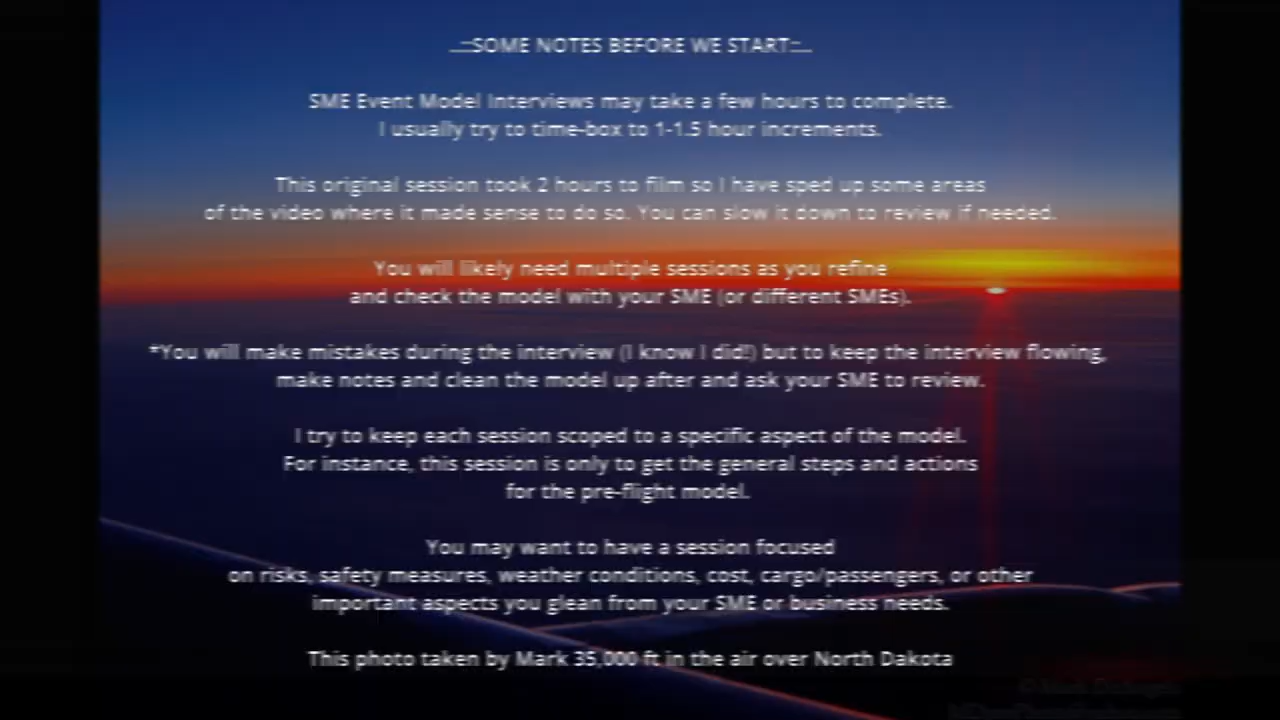 ..::SOME NOTES BEFORE WE START::..
SME Event Model Interviews may take a few hours to complete.
I usually try to time-box to 1-1.5 hour increments.
This original session took 2 hours to film so I have sped up some areas
of the video where it made sense to do so. You can slow it down to review if needed.
You will likely need multiple sessions as you refine
and check the model with your SME (or different SMEs).
*You will make mistakes during the interview (I know I did!) but to keep the interview flowing,
make notes and clean the model up after and ask your SME to review.
I try to keep each session scoped to a specific aspect of the model.
For instance, this session is only to get the general steps and actions
for the pre-flight model.
You may want to have a session focused
on risks, safety measures, weather conditions, cost, cargo/passengers, or other
important aspects you glean from your SME or business needs.
This photo taken by Mark 35,000 ft in the air over North Dakota